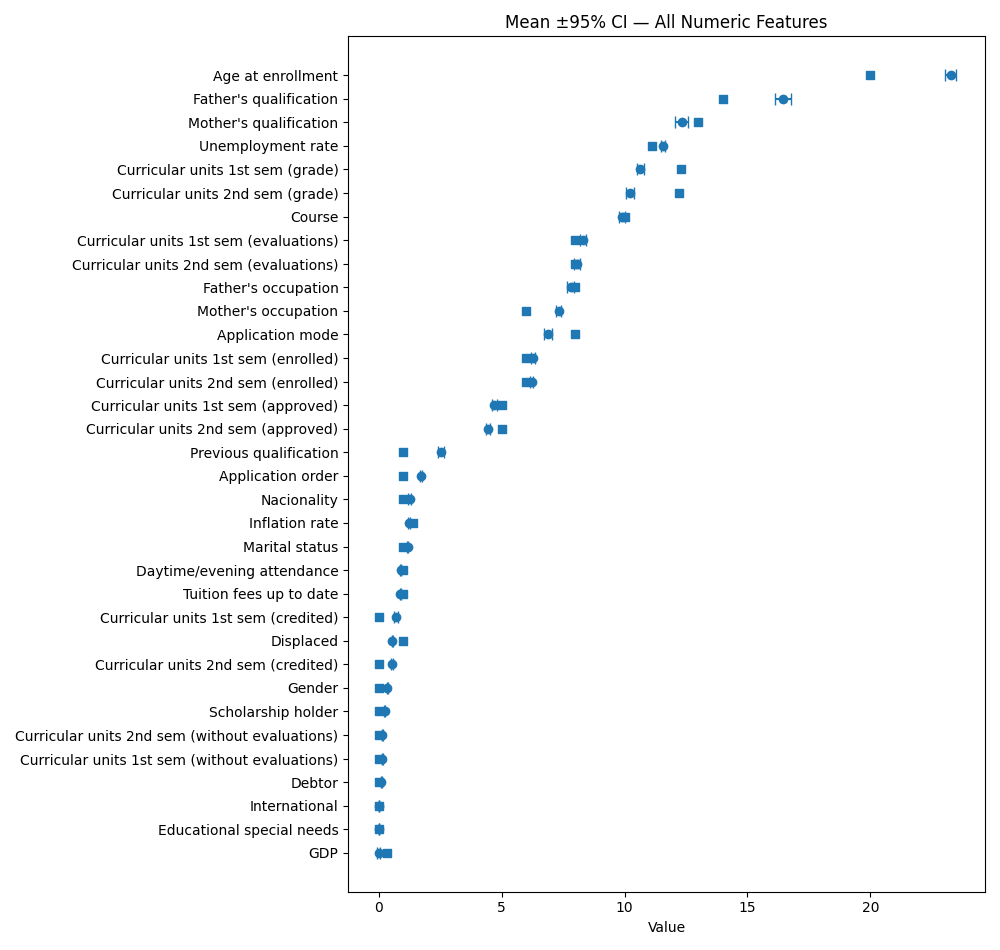 Mean ±95% CI — All Numeric Features
Age at enrollment
Father's qualification
Mother's qualification
Unemployment rate
Curricular units 1st sem (grade)
Curricular units 2nd sem (grade)
Course
Curricular units 1st sem (evaluations)
Curricular units 2nd sem (evaluations)
Father's occupation
Mother's occupation
Application mode
Curricular units 1st sem (enrolled)
Curricular units 2nd sem (enrolled)
Curricular units 1st sem (approved)
Curricular units 2nd sem (approved)
Previous qualification
Application order
Nacionality
Inflation rate
Marital status
Daytime/evening attendance
Tuition fees up to date
Curricular units 1st sem (credited)
Displaced
Curricular units 2nd sem (credited)
Gender
Scholarship holder
Curricular units 2nd sem (without evaluations)
Curricular units 1st sem (without evaluations)
Debtor
International
Educational special needs
GDP
0 5 10 15 20
Value